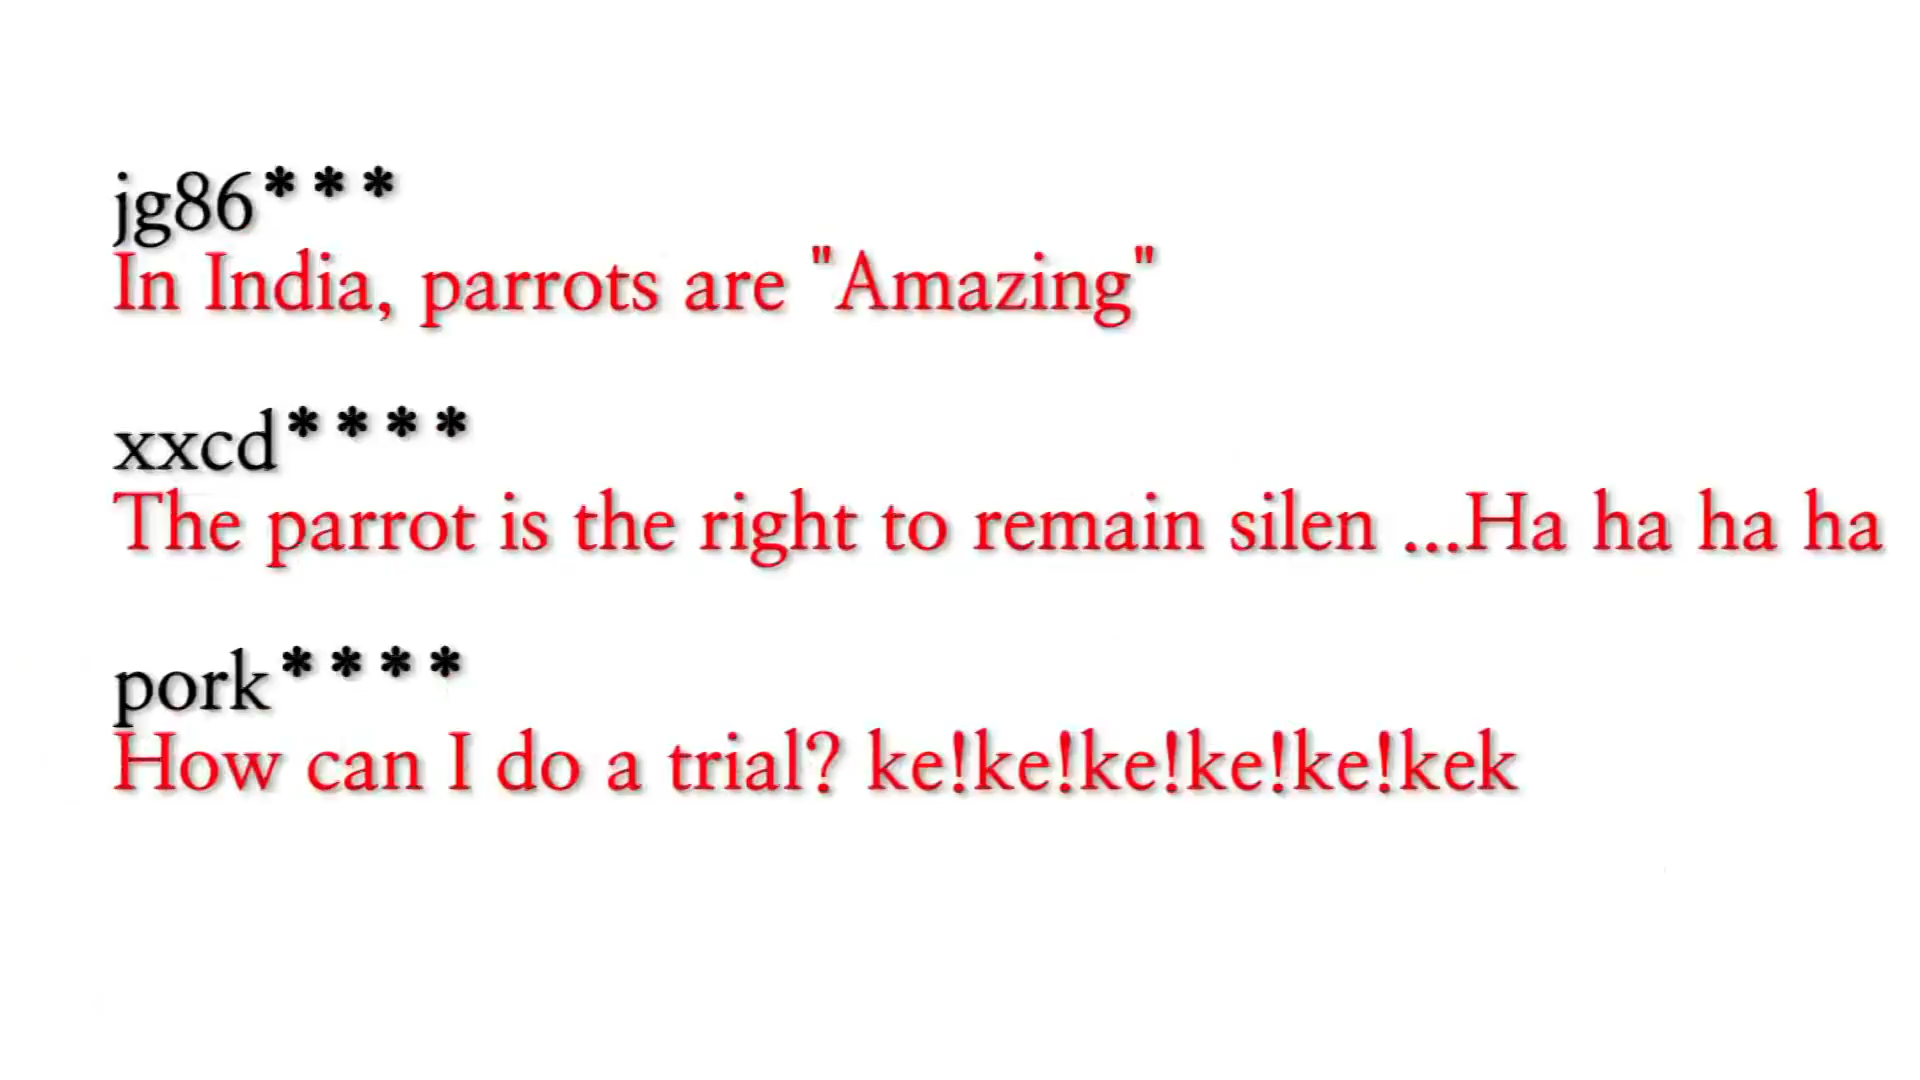 jg86***
In India, parrots are "Amazing"
xxcd****
The parrot is the right to remain silen ...Ha ha ha ha
pork****
How can I do a trial? ke!ke!ke!ke!ke!kek